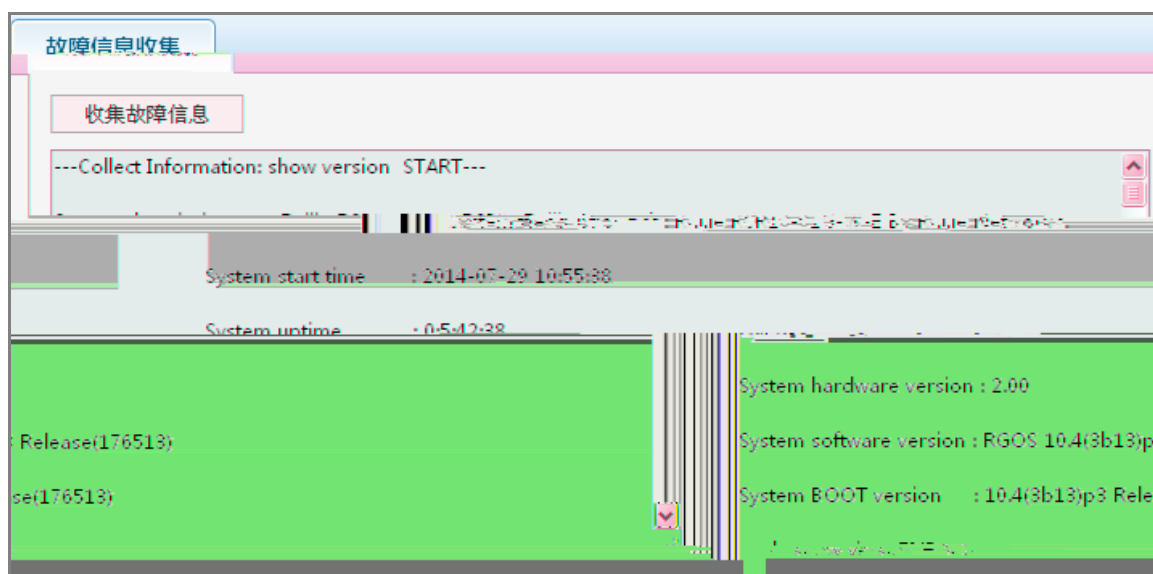 故障信息收集
收集故障信息
---Collect Information: show version START---
System start time : 2014-07-29 10:55:38
System uptime : 0:5:42:38
System hardware version : 2.00
Release(176513) System software version : RGOS 10.4(3b13)p
se(176513) System BOOT version : 10.4(3b13)p3 Rele